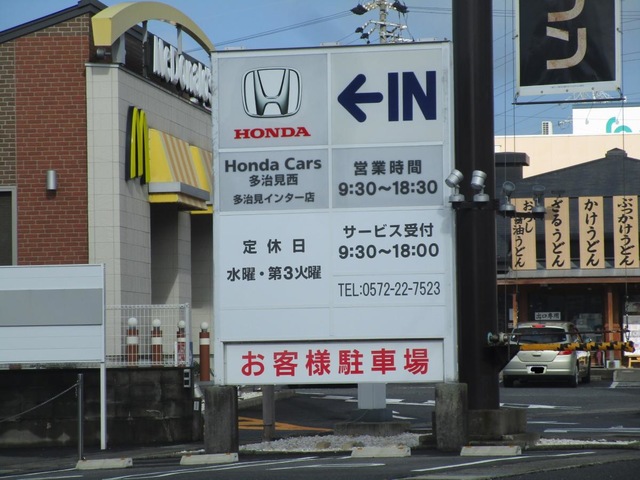 McDonald's
HONDA
←IN
Honda Cars
多治見西
多治見インター店
営業時間
9:30〜18:30
定休日
水曜・第3火曜
サービス受付
9:30〜18:00
TEL:0572-22-7523
お客様駐車場
ざるうどん
かけうどん
ぶっかけうどん